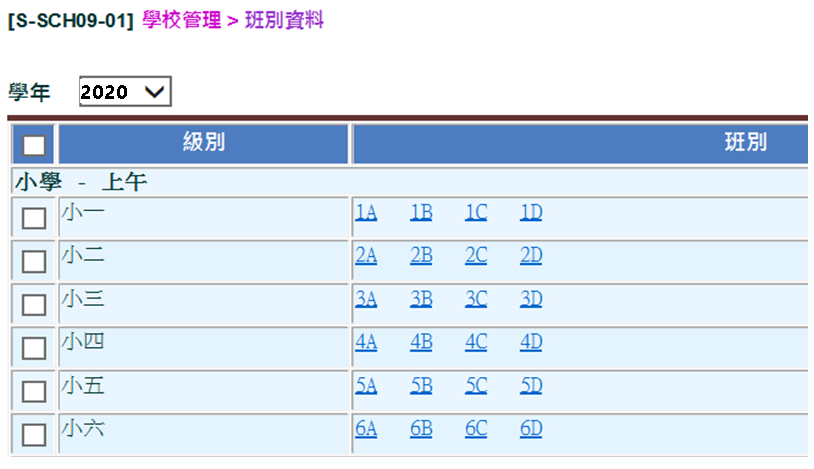 [S-SCH09-01] 學校管理 > 班別資料
學年 2020
級別 班別
小學 - 上午
小一 1A 1B 1C 1D
小二 2A 2B 2C 2D
小三 3A 3B 3C 3D
小四 4A 4B 4C 4D
小五 5A 5B 5C 5D
小六 6A 6B 6C 6D